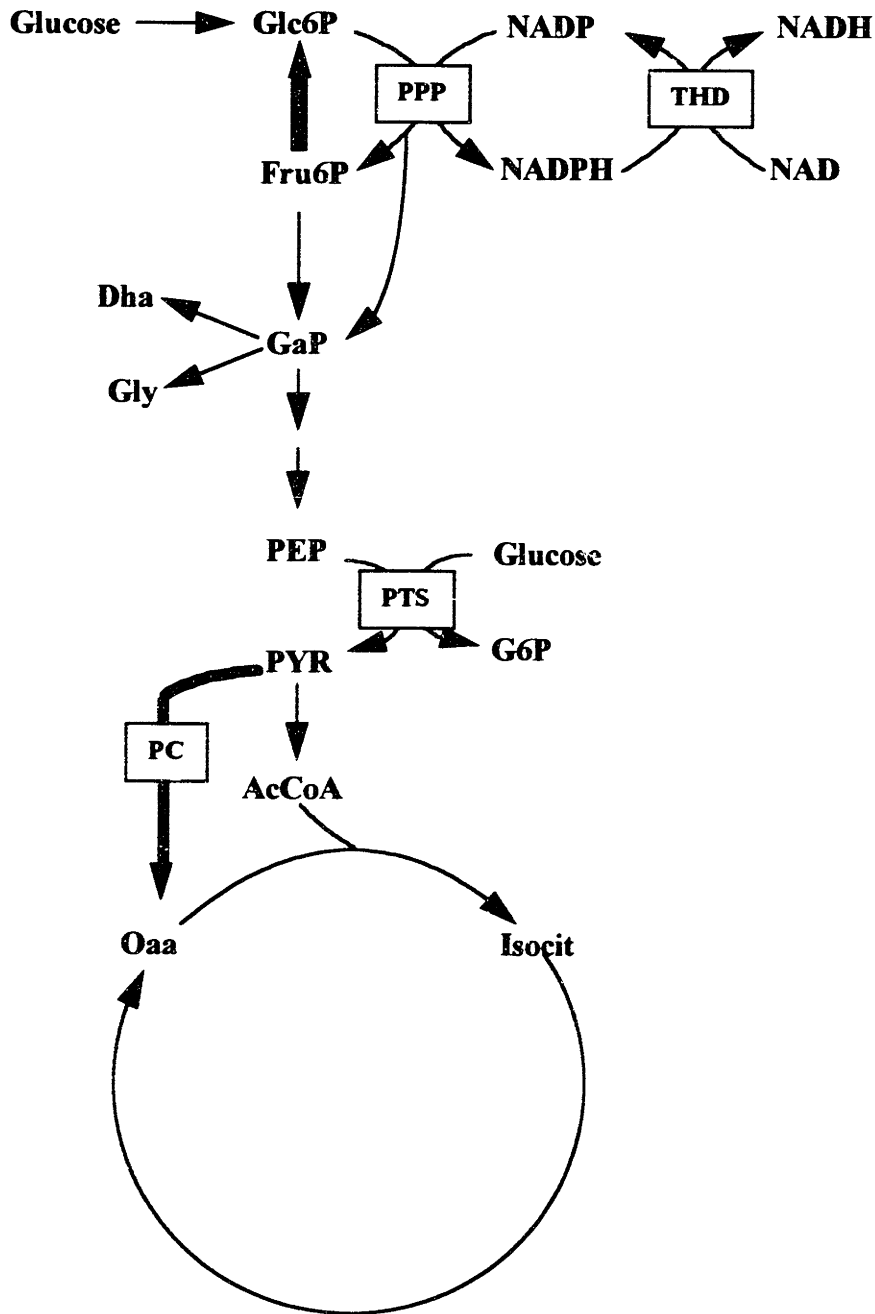 Glucose
Glc6P
NADP
NADH
PPP
THD
Fru6P
NADPH
NAD
Dha
GaP
Gly
PEP
Glucose
PTS
PYR
G6P
PC
AcCoA
Oaa
Isocit